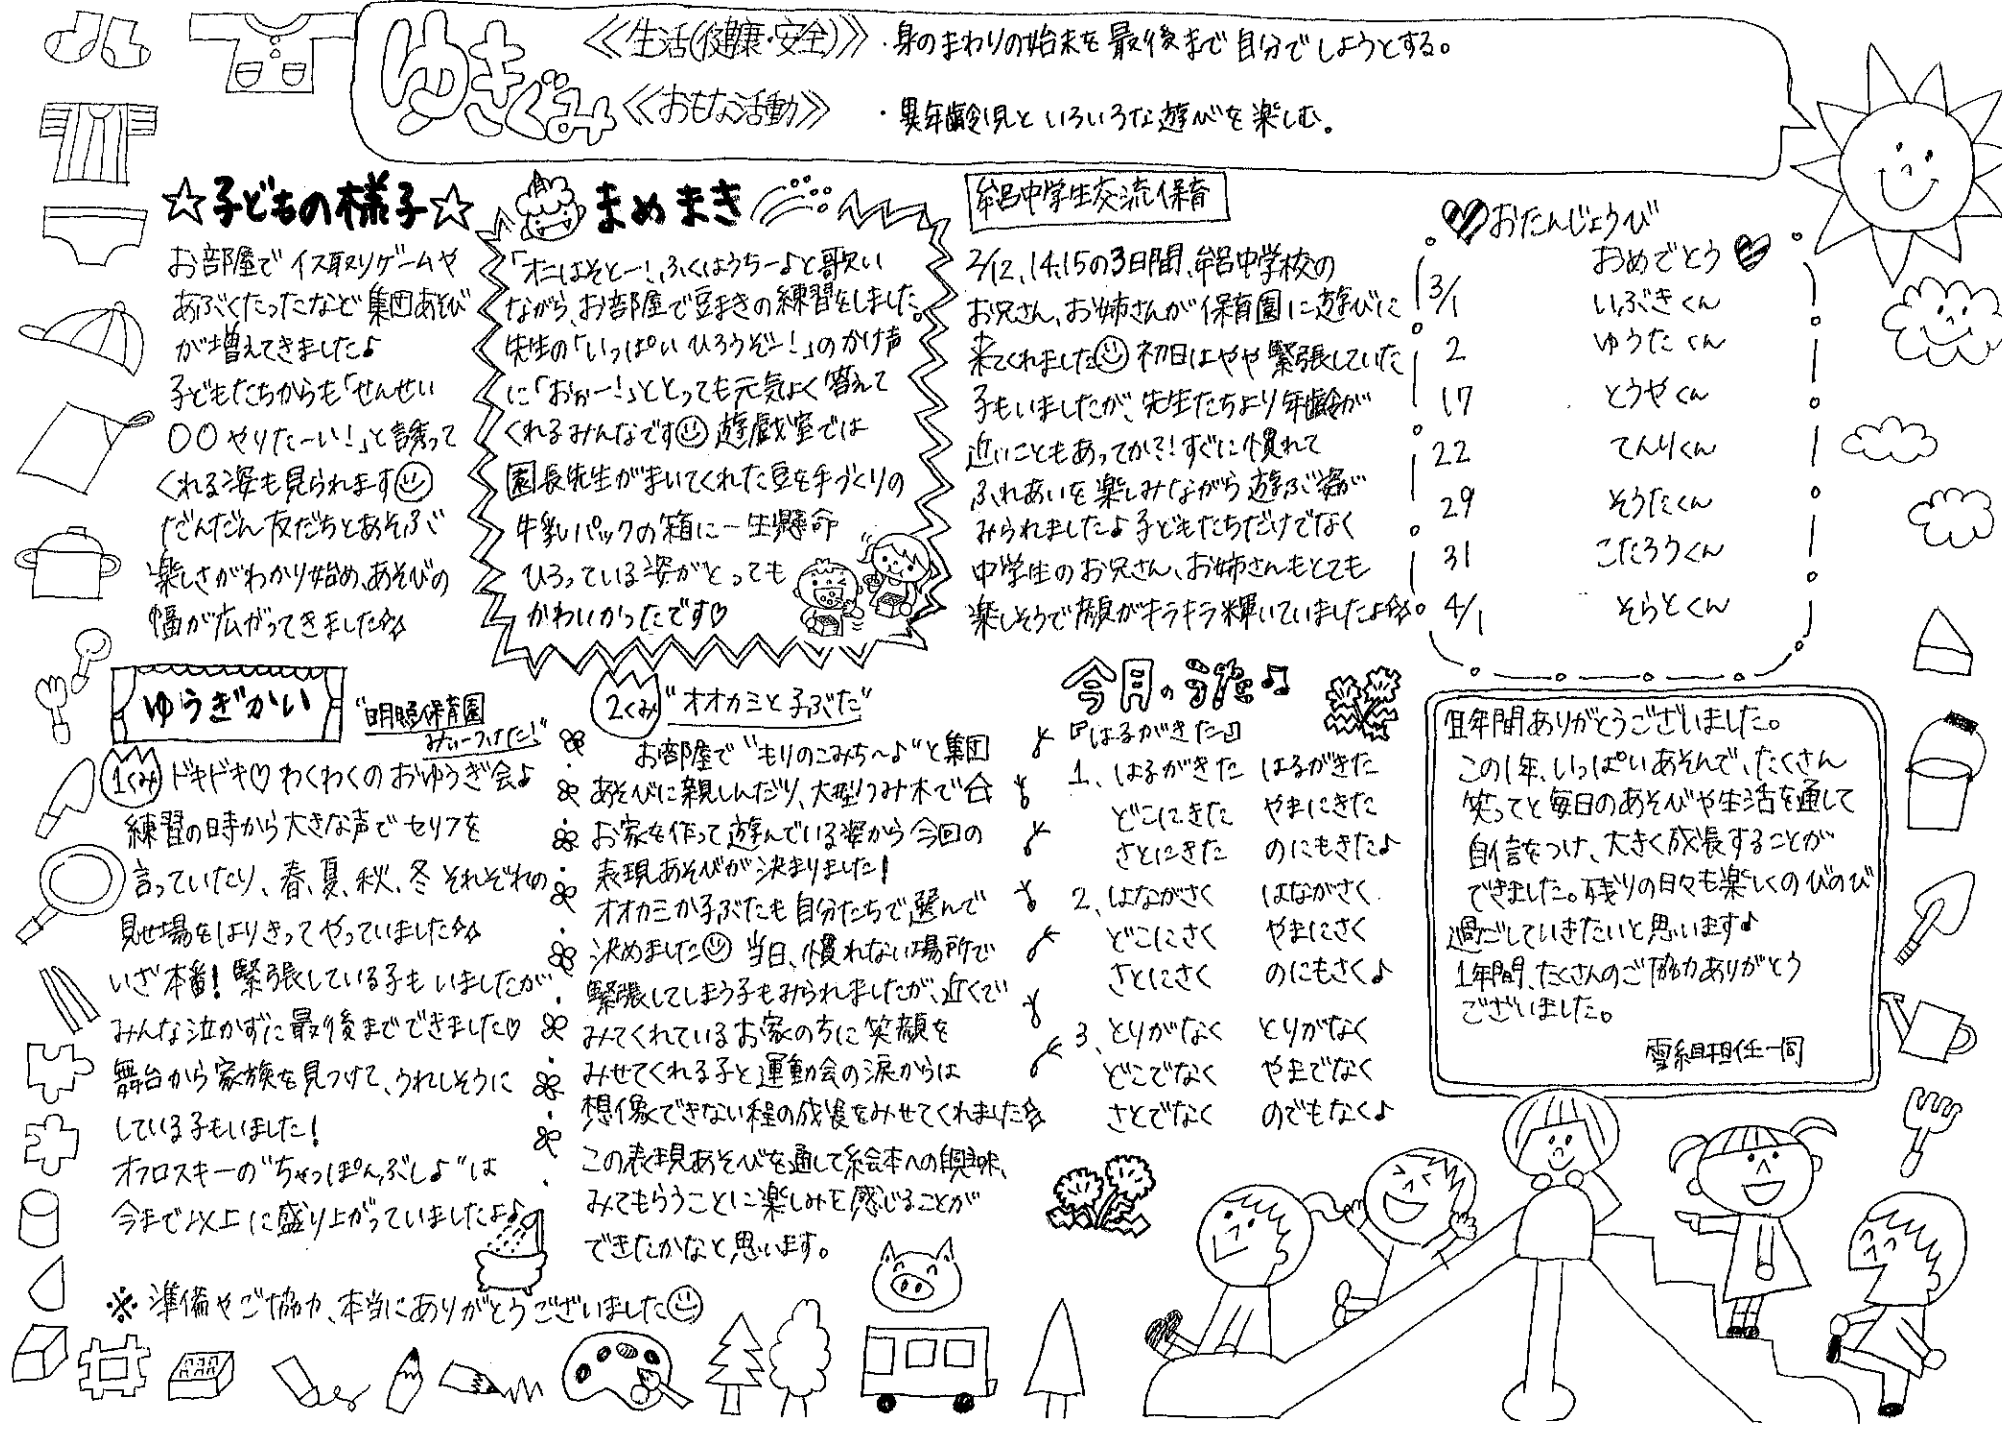 ゆきぐみ
≪生活(健康・安全)≫ ・身のまわりの始末を最後まで自分でしようとする。
≪おもな活動≫ ・異年齢児といろいろな遊びを楽しむ。
☆子どもの様子☆
お部屋でイス取りゲームや
あぶくたったなど集団あそび
が増えてきました♪
子どもたちからも「せんせい
〇〇やりたーい!」と誘って
くれる姿も見られます☺
だんだん友だちとあそぶ
楽しさがわかり始め、あそびの
幅が広がってきました☆☆
まめまき
「オニはそとー!、ふくはうちー♪と歌い
ながら、お部屋で豆まきの練習をしました。
先生の「いっぱいひろうぞー!」のかけ声
に「おぉー!」ととっても元気よく答えて
くれるみんなです☺遊戯室では
園長先生がまいてくれた豆を手づくりの
牛乳パックの箱に一生懸命
ひろっている姿がとっても
かわいかったです♡
牟呂中学生交流保育
2/12、14、15の3日間、牟呂中学校の
お兄さん、お姉さんが保育園に遊びに
来てくれました☺初日はやや緊張していた
子もいましたが、先生たちより年齢が
近いこともあってか?!すぐに慣れて
ふれあいを楽しみながら遊ぶ姿が
みられましたよ♪子どもたちだけでなく
中学生のお兄さん、お姉さんもとても
楽しそうで顔がキラキラ輝いていましたよ☆☆
♡おたんじょうび
おめでとう♡
3/1 いぶきくん
2 ゆうたくん
17 とうやくん
22 てんりくん
29 そうたくん
31 こたろうくん
4/1 そらとくん
ゆうぎかい
"明照保育園
みぃーつけた!"
1くみ ドキドキ♡わくわくのおゆうぎ会♪
練習の時から大きな声でセリフを
言っていたり、春、夏、秋、冬それぞれの
見せ場をはりきってやっていました☆☆
いざ本番!緊張している子もいましたが
みんな泣かずに最後までできました♡
舞台から家族を見つけて、うれしそうに
している子もいました!
オフロスキーの"ちゃっぽんぶし♪"は
今まで以上に盛り上がっていましたよ♪
※準備やご協力、本当にありがとうございました☺
2くみ "オオカミと子ぶた"
お部屋で"もりのこみち〜♪"と集団
あそびに親しんだり、大型つみ木で
お家を作って遊んでいる姿から今回の
表現あそびが決まりました!
オオカミか子ぶたも自分たちで選んで
決めました☺当日、慣れない場所で
緊張してしまう子もみられましたが、近くで
みてくれているお家の方に笑顔を
みせてくれる子と運動会の涙からは
想像できない程の成長をみせてくれました☆
この表現あそびを通して絵本への興味、
みてもらうことに楽しみを感じることが
できたかなと思います。
今月のうた♫
『はるがきた』
1、はるがきた はるがきた
どこにきた やまにきた
さとにきた のにもきた♪
2、はながさく はながさく
どこにさく やまにさく
さとにさく のにもさく♪
3、とりがなく とりがなく
どこでなく やまでなく
さとでなく のでもなく♪
1年間ありがとうございました。
この1年、いっぱいあそんで、たくさん
笑ってと毎日のあそびや生活を通して
自信をつけ、大きく成長することが
できました。残りの日々も楽しくのびのび
過ごしていきたいと思います♪
1年間、たくさんのご協力ありがとう
ございました。
雪組担任一同